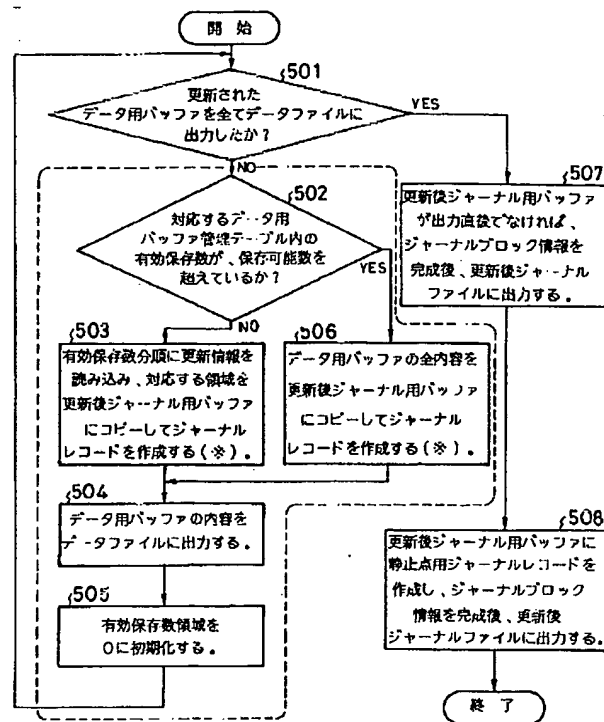 開始
501
更新された
データ用バッファを全てデータファイルに
出力したか?
YES
NO
502
対応するデータ用
バッファ管理テーブル内の
有効保存数が、保存可能数を
超えているか?
YES
NO
503
有効保存数分順に更新情報を
読み込み、対応する領域を
更新後ジャーナル用バッファ
にコピーしてジャーナル
レコードを作成する(※)。
506
データ用バッファの全内容を
更新後ジャーナル用バッファ
にコピーしてジャーナル
レコードを作成する(※)。
504
データ用バッファの内容を
データファイルに出力する。
505
有効保存数領域を
0に初期化する。
507
更新後ジャーナル用バッファ
が出力直後でなければ、
ジャーナルブロック情報を
完成後、更新後ジャーナル
ファイルに出力する。
508
更新後ジャーナル用バッファに
静止点用ジャーナルレコードを
作成し、ジャーナルブロック
情報を完成後、更新後
ジャーナルファイルに出力する。
終了